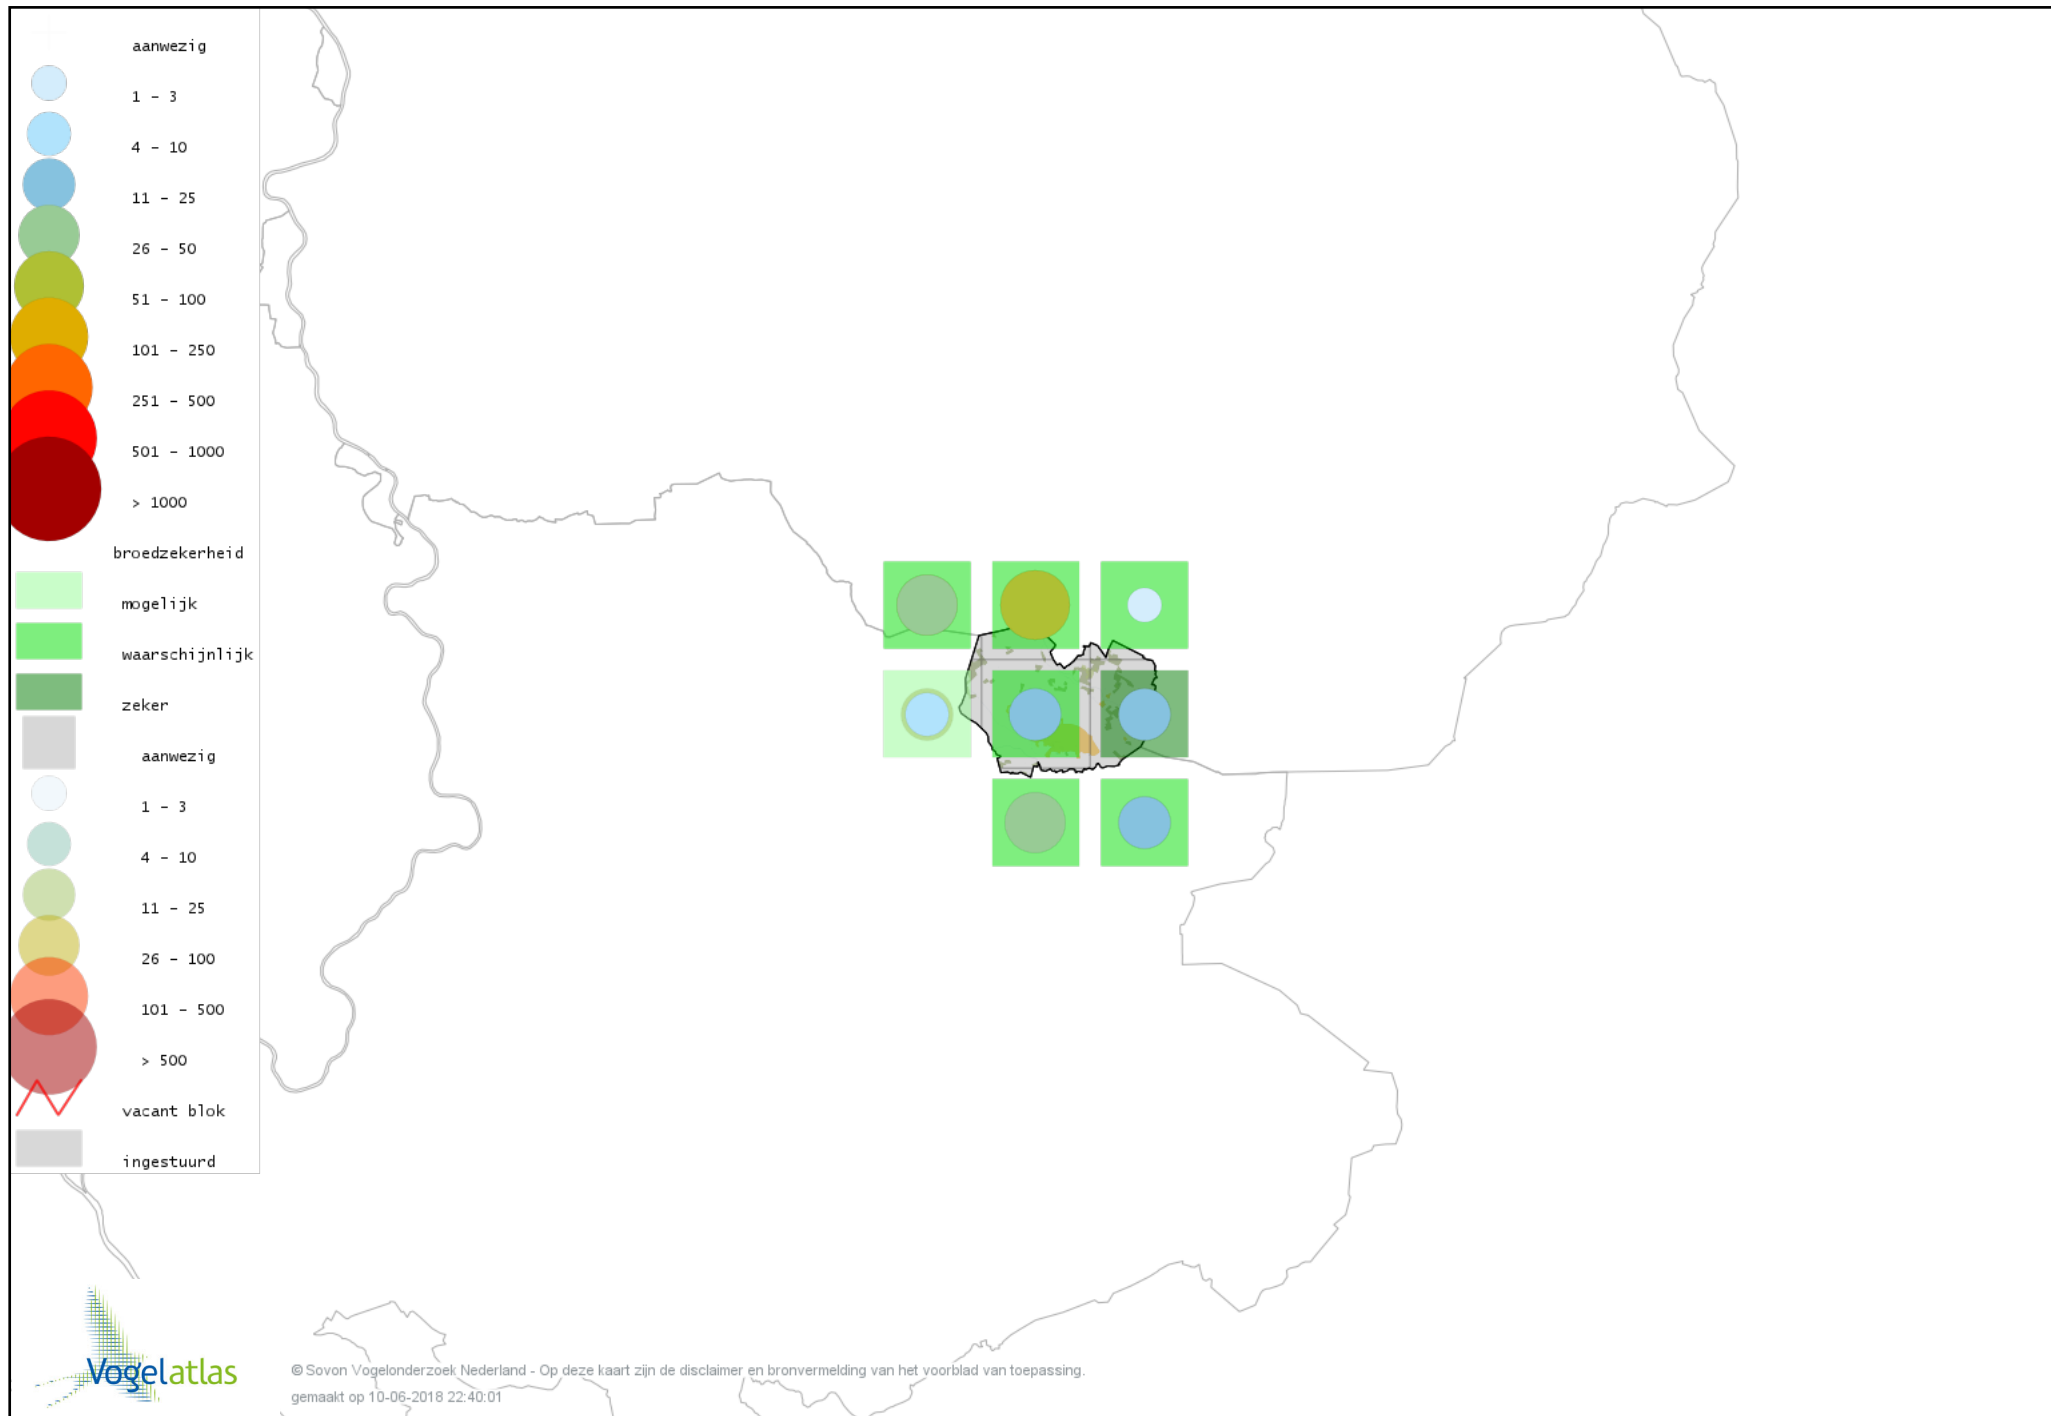 aanwezig
1 - 3
4 - 10
11 - 25
26 - 50
51 - 100
101 - 250
251 - 500
501 - 1000
> 1000
broedzekerheid
mogelijk
waarschijnlijk
zeker
aanwezig
1 - 3
4 - 10
11 - 25
26 - 100
101 - 500
> 500
vacant blok
ingestuurd
Vogelatlas
© Sovon Vogelonderzoek Nederland - Op deze kaart zijn de disclaimer en bronvermelding van het voorblad van toepassing.
gemaakt op 10-06-2018 22:40:01